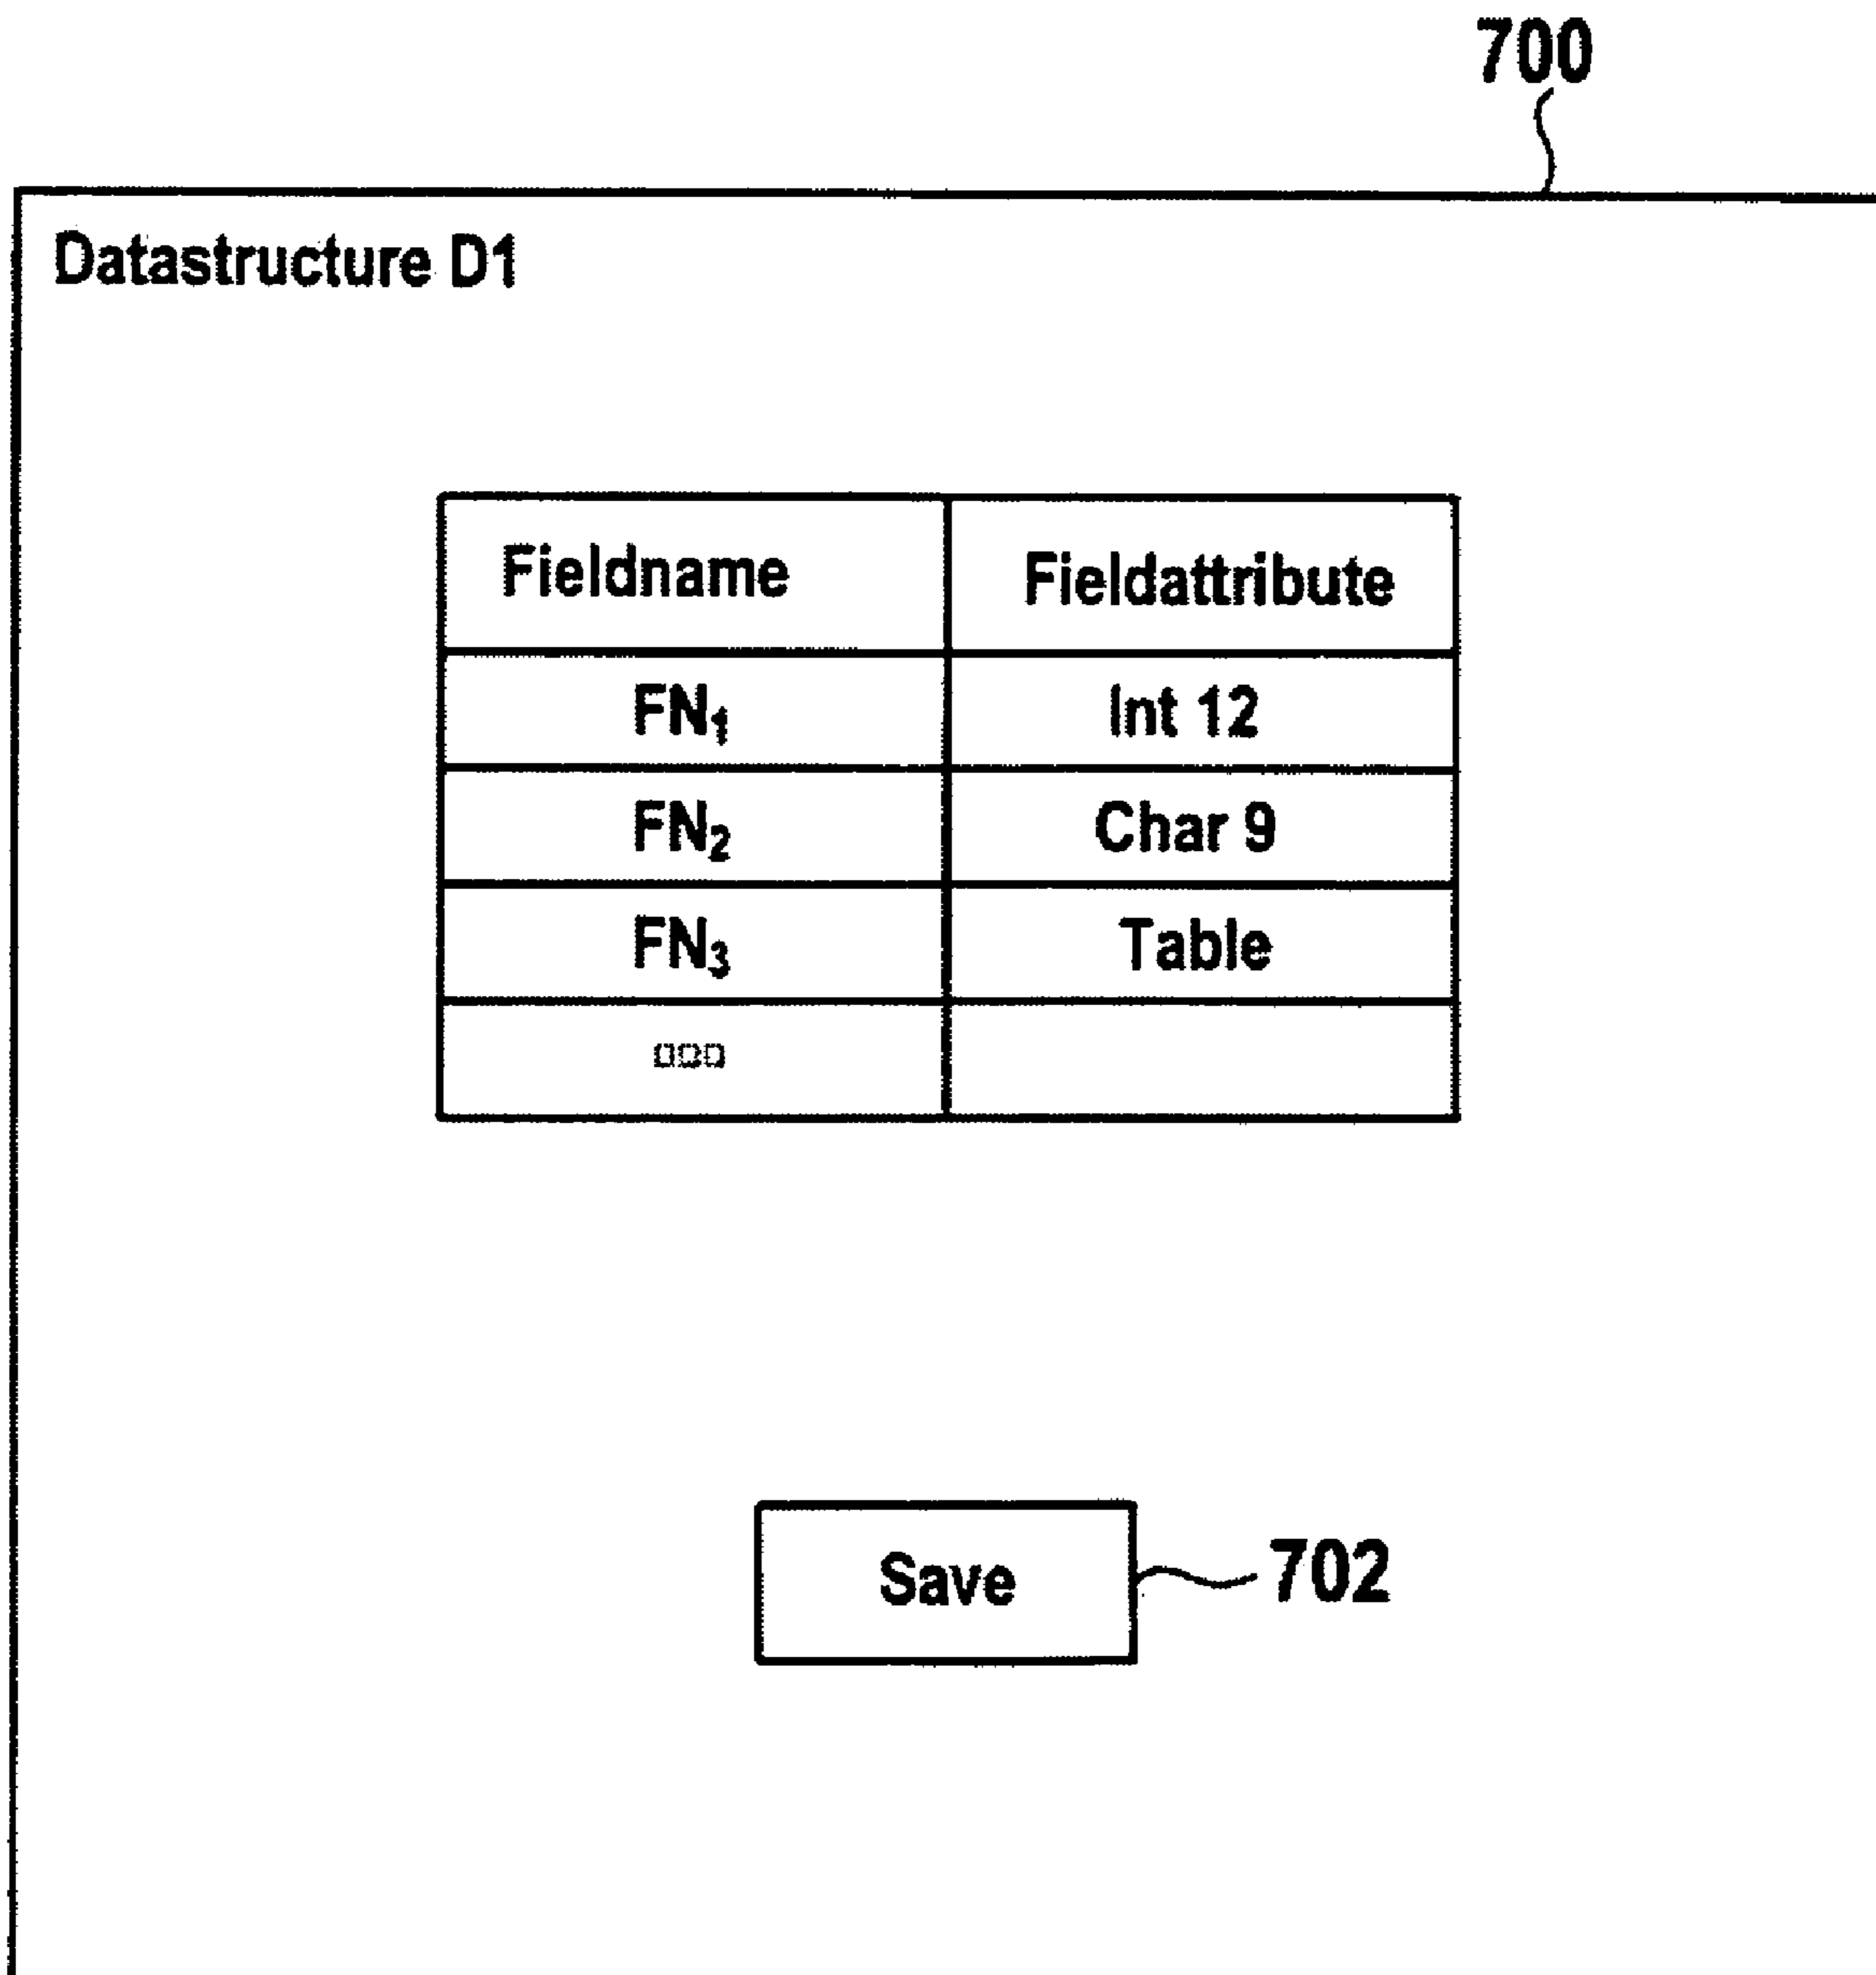 700
Datastructure D1
Fieldname Fieldattribute
FN₁ Int 12
FN₂ Char 9
FN₃ Table
Save 702